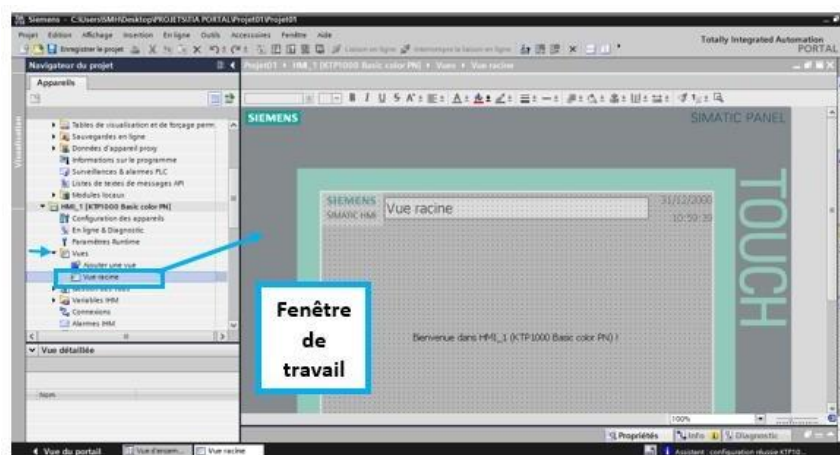 Siemens - C:\Users\SMH\Desktop\PROJETS\TIA PORTAL\Projet01\Projet01
Projet Edition Affichage Insertion En ligne Outils Accessoires Fenêtre Aide
Enregistrer le projet
Totally Integrated Automation
PORTAL
Navigateur du projet
Projet01 HMI_1 [KTP1000 Basic color PN] Vues Vue racine
Appareils
Visualisation
Tables de visualisation et de forçage perm.
Sauvegardes en ligne
Données d'appareil proxy
Informations sur le programme
Surveillances & alarmes PLC
Listes de textes de messages API
Modules locaux
HMI_1 [KTP1000 Basic color PN]
Configuration des appareils
En ligne & Diagnostic
Paramètres Runtime
Vues
Ajouter une vue
Vue racine
Variables IHM
Connexions
Alarmes IHM
Vue détaillée
Nom
SIEMENS
SIMATIC PANEL
SIEMENS
SIMATIC HMI
Vue racine
31/12/2000
10:59:39
TOUCH
Bienvenue dans HMI_1 (KTP1000 Basic color PN) !
Fenêtre
de
travail
100%
Propriétés Info Diagnostic
Vue du portail Vue d'ensem... Vue racine
Assistant : configuration réussie KTP10...